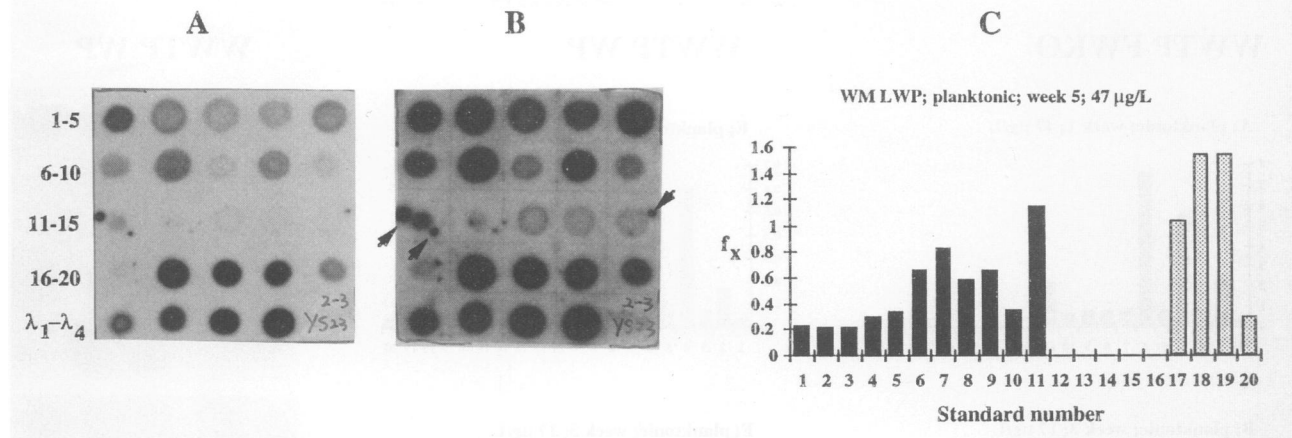 A
B
C
1-5
6-10
11-15
16-20
λ1–λ4
2-3
YS23
2-3
YS23
WM LWP; planktonic; week 5; 47 µg/L
fx
1.6
1.4
1.2
1
0.8
0.6
0.4
0.2
0
1 2 3 4 5 6 7 8 9 10 11 12 13 14 15 16 17 18 19 20
Standard number